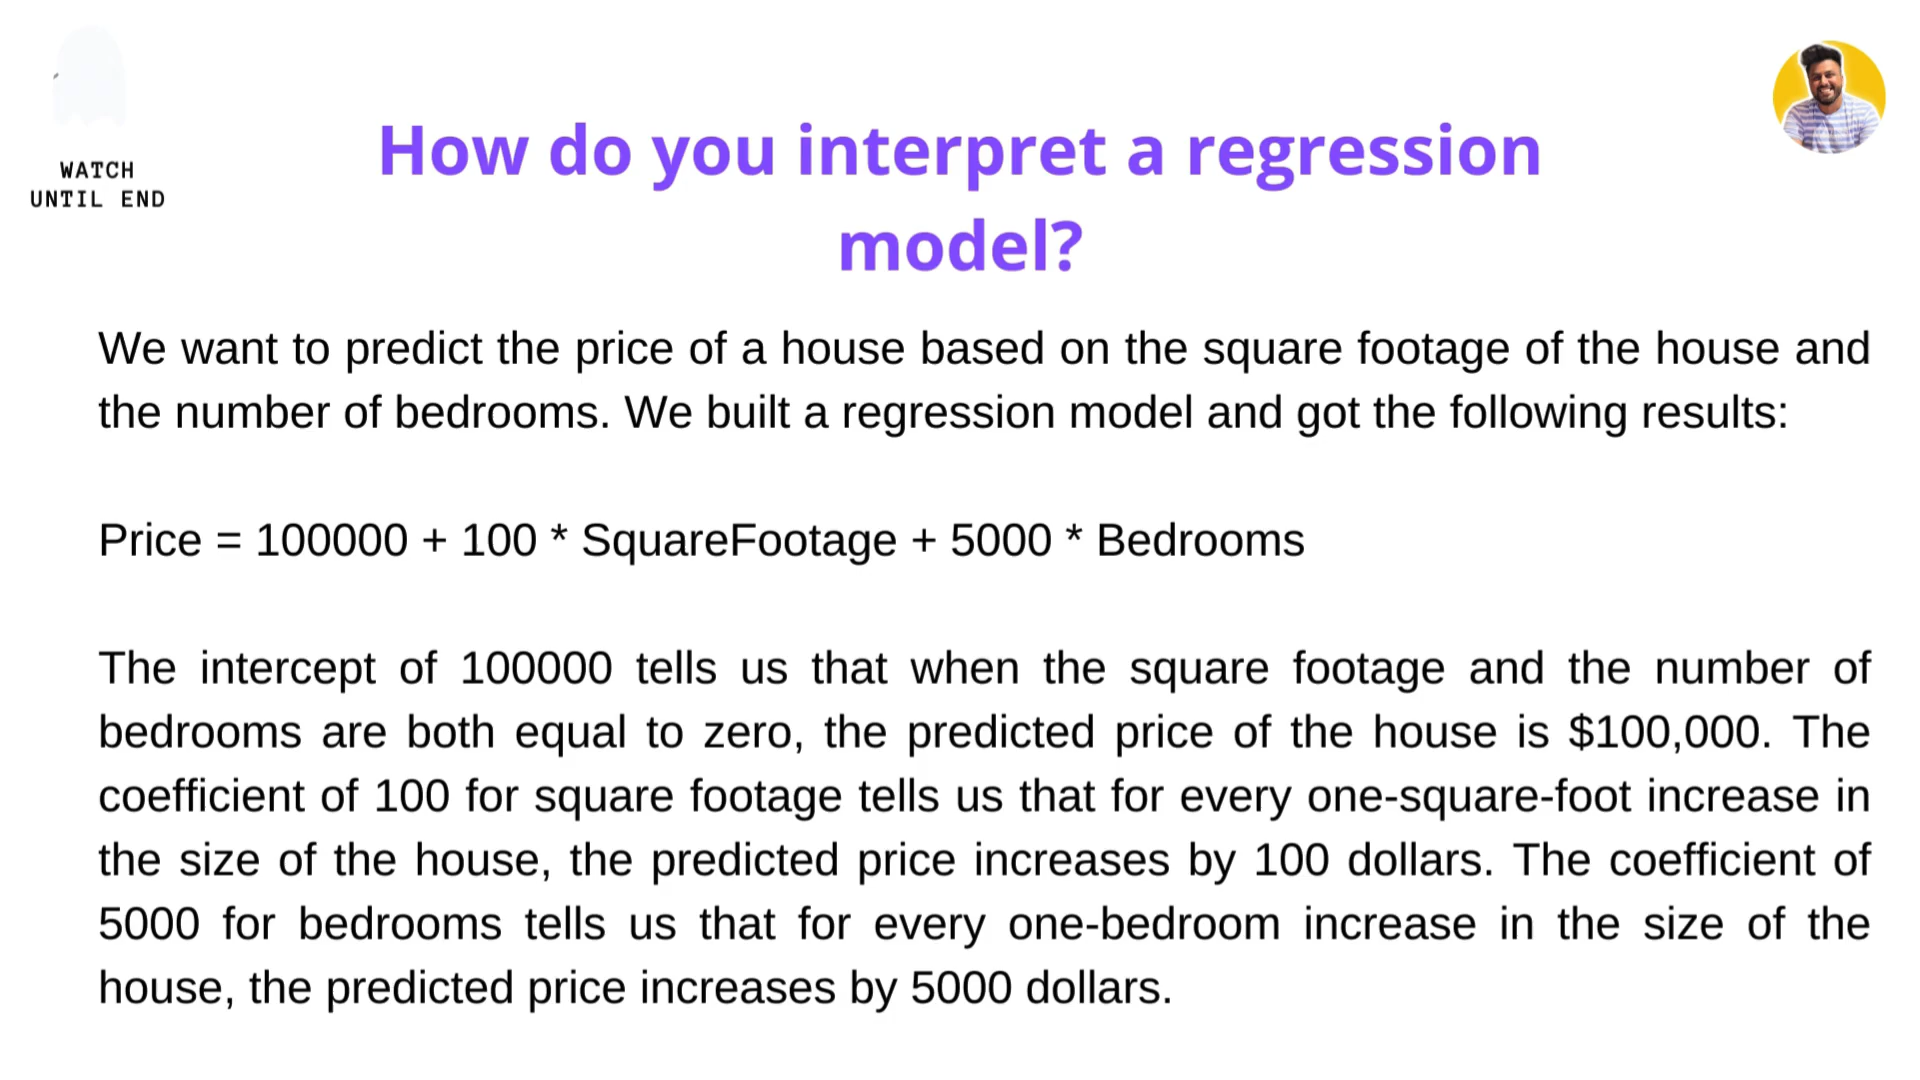 WATCH
UNTIL END
How do you interpret a regression
model?
We want to predict the price of a house based on the square footage of the house and
the number of bedrooms. We built a regression model and got the following results:
Price = 100000 + 100 * SquareFootage + 5000 * Bedrooms
The intercept of 100000 tells us that when the square footage and the number of
bedrooms are both equal to zero, the predicted price of the house is $100,000. The
coefficient of 100 for square footage tells us that for every one-square-foot increase in
the size of the house, the predicted price increases by 100 dollars. The coefficient of
5000 for bedrooms tells us that for every one-bedroom increase in the size of the
house, the predicted price increases by 5000 dollars.